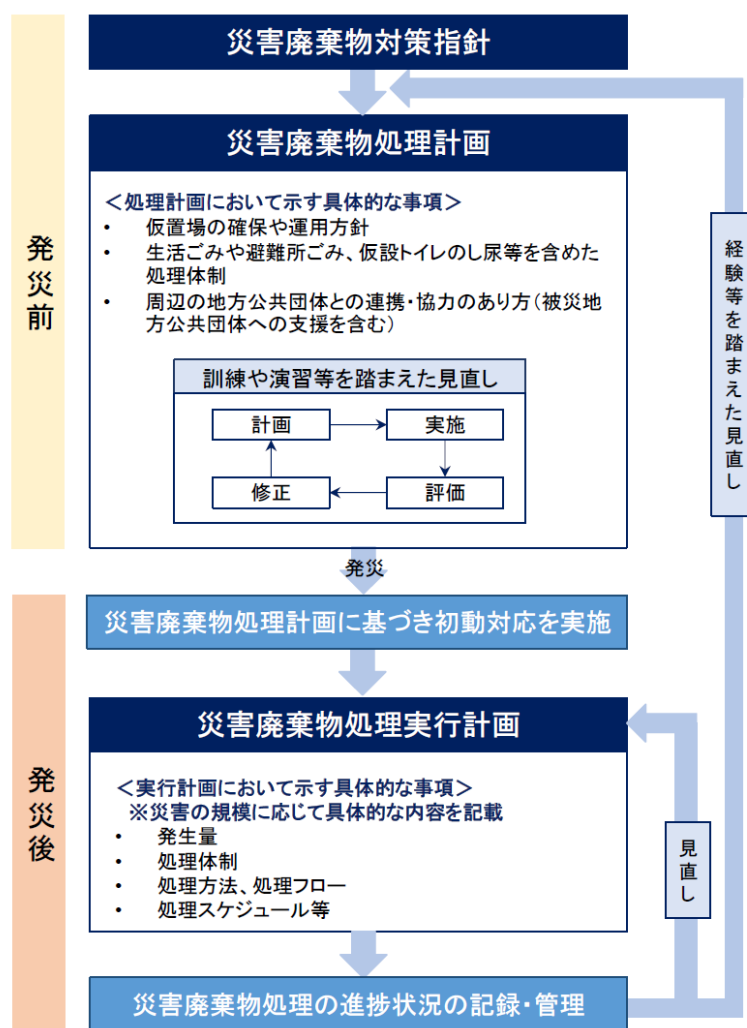 災害廃棄物対策指針
発災前
災害廃棄物処理計画
＜処理計画において示す具体的な事項＞
• 仮置場の確保や運用方針
• 生活ごみや避難所ごみ、仮設トイレのし尿等を含めた
処理体制
• 周辺の地方公共団体との連携・協力のあり方（被災地
方公共団体への支援を含む）
訓練や演習等を踏まえた見直し
計画
実施
修正
評価
経験等を踏まえた見直し
発災
災害廃棄物処理計画に基づき初動対応を実施
発災後
災害廃棄物処理実行計画
＜実行計画において示す具体的な事項＞
※災害の規模に応じて具体的な内容を記載
• 発生量
• 処理体制
• 処理方法、処理フロー
• 処理スケジュール等
見直し
災害廃棄物処理の進捗状況の記録・管理